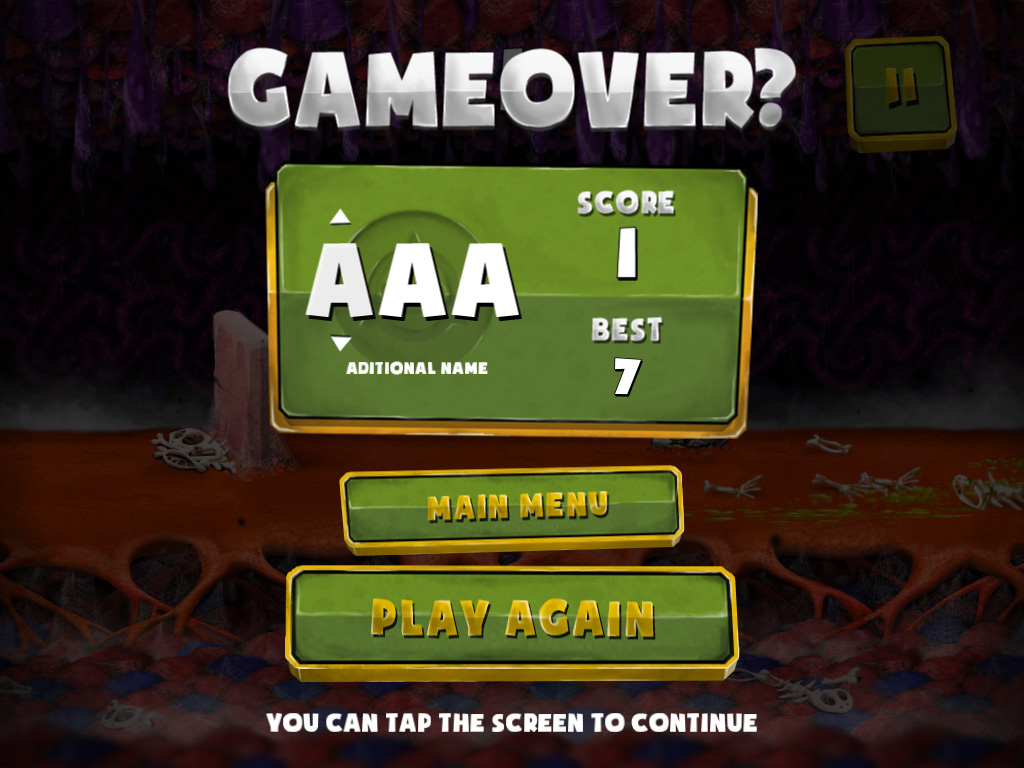 GAMEOVER?
SCORE
1
AAA
BEST
7
ADITIONAL NAME
MAIN MENU
PLAY AGAIN
YOU CAN TAP THE SCREEN TO CONTINUE